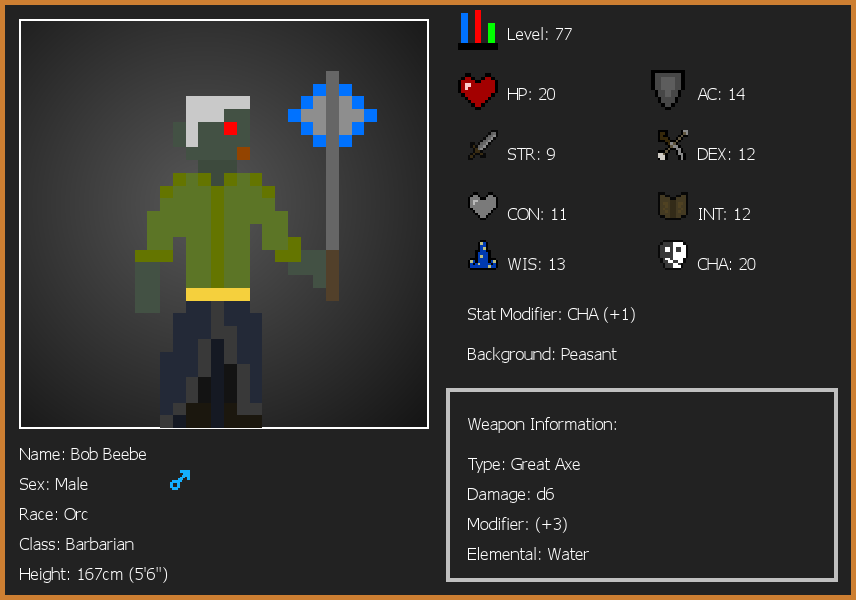 Level: 77
HP: 20
AC: 14
STR: 9
DEX: 12
CON: 11
INT: 12
WIS: 13
CHA: 20
Stat Modifier: CHA (+1)
Background: Peasant
Weapon Information:
Type: Great Axe
Damage: d6
Modifier: (+3)
Elemental: Water
Name: Bob Beebe
Sex: Male
Race: Orc
Class: Barbarian
Height: 167cm (5'6")